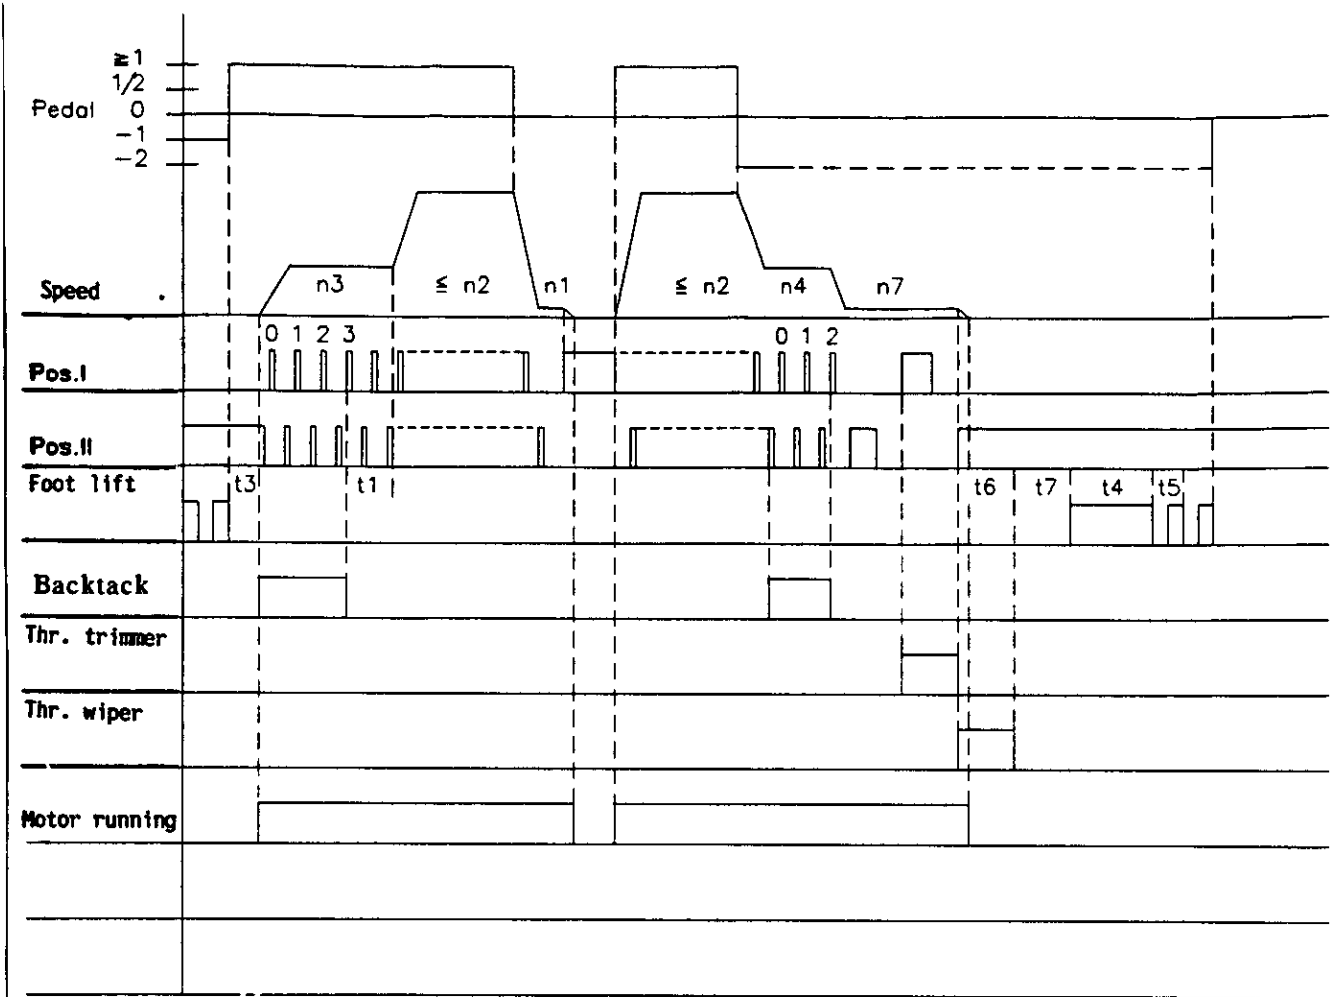 ≧1
1/2
Pedal 0
-1
-2
Speed n3 ≦ n2 n1 ≦ n2 n4 n7
0 1 2 3 0 1 2
Pos.I
Pos.II
Foot lift t3 t1 t6 t7 t4 t5
Backtack
Thr. trimmer
Thr. wiper
Motor running